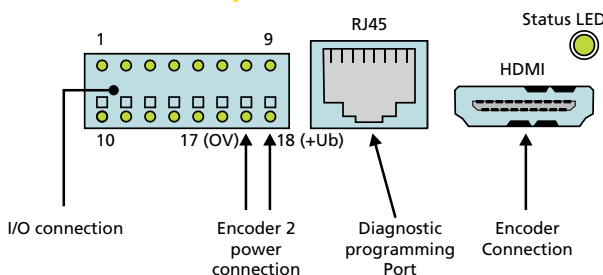 Status LED
RJ45
1
9
HDMI
10
17 (OV)
18 (+Ub)
I/O connection
Encoder 2
power
connection
Diagnostic
programming
Port
Encoder
Connection